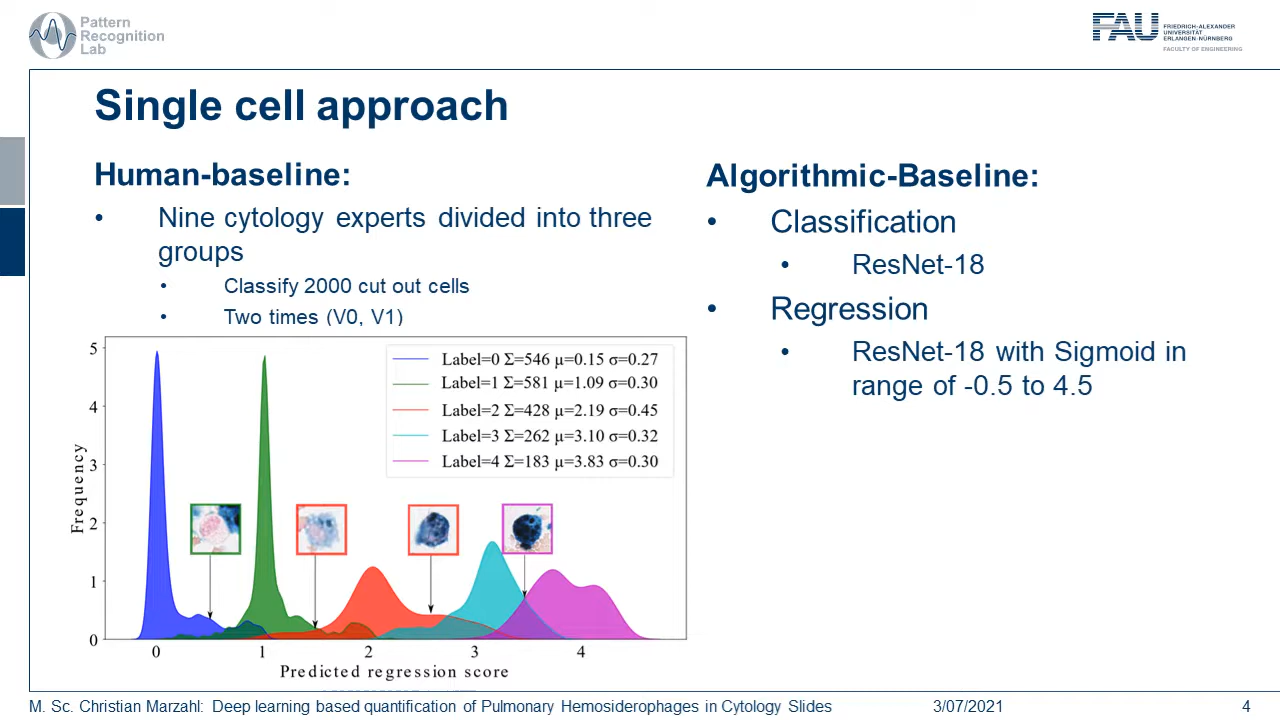 Pattern
Recognition
Lab
FAU
FRIEDRICH-ALEXANDER
UNIVERSITÄT
ERLANGEN-NÜRNBERG
FACULTY OF ENGINEERING
Single cell approach
Human-baseline:
• Nine cytology experts divided into three
groups
• Classify 2000 cut out cells
• Two times (V0, V1)
5
4
3
2
1
0
Frequency
Label=0 Σ=546 μ=0.15 σ=0.27
Label=1 Σ=581 μ=1.09 σ=0.30
Label=2 Σ=428 μ=2.19 σ=0.45
Label=3 Σ=262 μ=3.10 σ=0.32
Label=4 Σ=183 μ=3.83 σ=0.30
0 1 2 3 4
Predicted regression score
Algorithmic-Baseline:
• Classification
• ResNet-18
• Regression
• ResNet-18 with Sigmoid in
range of -0.5 to 4.5
M. Sc. Christian Marzahl: Deep learning based quantification of Pulmonary Hemosiderophages in Cytology Slides 3/07/2021 4